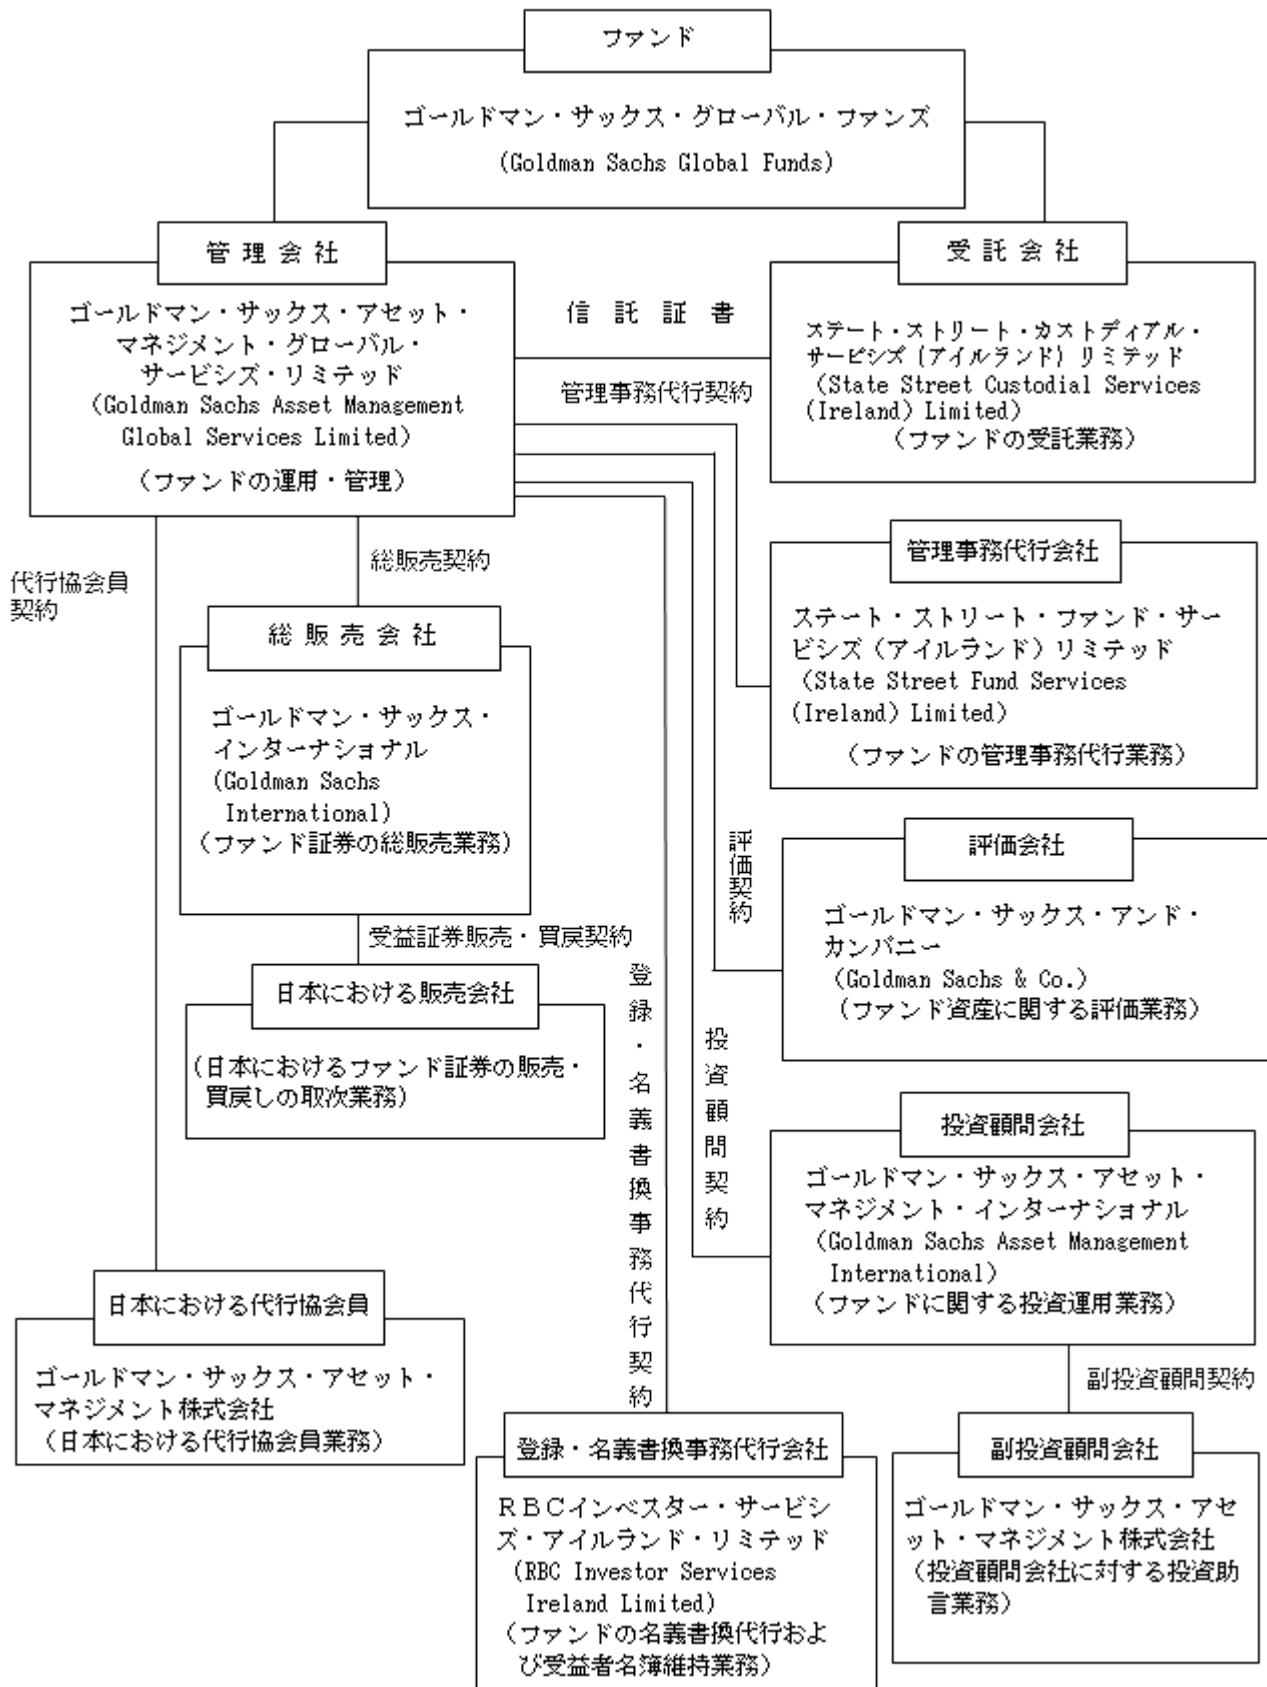 ファンド
ゴールドマン・サックス・グローバル・ファンズ
(Goldman Sachs Global Funds)
管理会社
ゴールドマン・サックス・アセット・
マネジメント・グローバル・
サービシズ・リミテッド
(Goldman Sachs Asset Management
Global Services Limited)
(ファンドの運用・管理)
信託証書
管理事務代行契約
受託会社
ステート・ストリート・カストディアル・
サービシズ(アイルランド)リミテッド
(State Street Custodial Services
(Ireland) Limited)
(ファンドの受託業務)
代行協会員
契約
総販売契約
管理事務代行会社
ステート・ストリート・ファンド・サー
ビシズ(アイルランド)リミテッド
(State Street Fund Services
(Ireland) Limited)
(ファンドの管理事務代行業務)
総販売会社
ゴールドマン・サックス・
インターナショナル
(Goldman Sachs
International)
(ファンド証券の総販売業務)
評価契約
評価会社
ゴールドマン・サックス・アンド・
カンパニー
(Goldman Sachs & Co.)
(ファンド資産に関する評価業務)
受益証券販売・買戻契約
日本における販売会社
(日本におけるファンド証券の販売・
買戻しの取次業務)
登録・名義書換事務代行契約
投資顧問契約
投資顧問会社
ゴールドマン・サックス・アセット・
マネジメント・インターナショナル
(Goldman Sachs Asset Management
International)
(ファンドに関する投資運用業務)
日本における代行協会員
ゴールドマン・サックス・アセット・
マネジメント株式会社
(日本における代行協会員業務)
副投資顧問契約
登録・名義書換事務代行会社
RBCインベスター・サービシ
ズ・アイルランド・リミテッド
(RBC Investor Services
Ireland Limited)
(ファンドの名義書換代行およ
び受益者名簿維持業務)
副投資顧問会社
ゴールドマン・サックス・アセ
ット・マネジメント株式会社
(投資顧問会社に対する投資助
言業務)